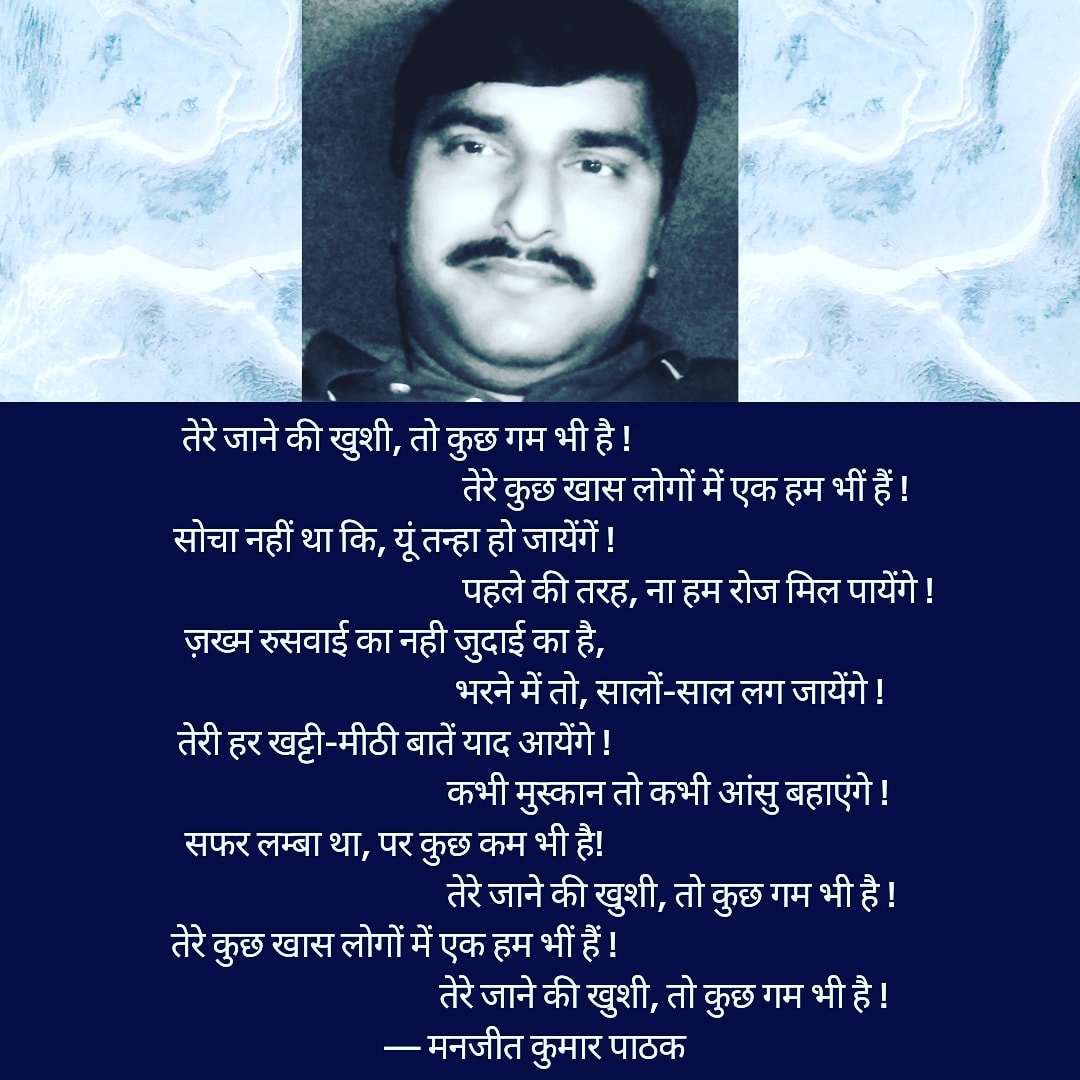 तेरे जाने की खुशी, तो कुछ गम भी है !
तेरे कुछ खास लोगों में एक हम भीं हैं !
सोचा नहीं था कि, यूं तन्हा हो जायेंगें !
पहले की तरह, ना हम रोज मिल पायेंगे !
ज़ख्म रुसवाई का नही जुदाई का है,
भरने में तो, सालों-साल लग जायेंगे !
तेरी हर खट्टी-मीठी बातें याद आयेंगे !
कभी मुस्कान तो कभी आंसु बहाएंगे !
सफर लम्बा था, पर कुछ कम भी है!
तेरे जाने की खुशी, तो कुछ गम भी है !
तेरे कुछ खास लोगों में एक हम भीं हैं !
तेरे जाने की खुशी, तो कुछ गम भी है !
— मनजीत कुमार पाठक